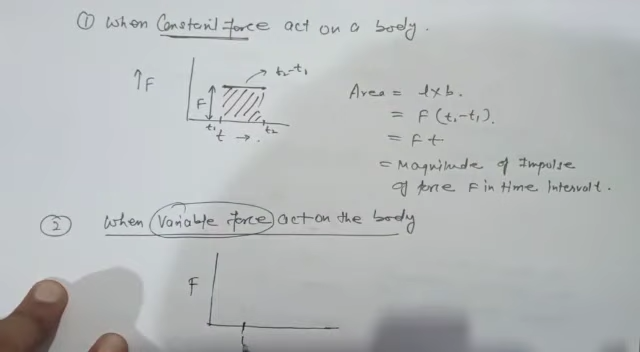 ① When Constant force act on a body.
↑F
F
t₂-t₁
t₁
t₂
t →
Area = l×b.
= F(t₁-t₁).
= Ft
= Magnitude of Impulse
of force F in time Intervalt.
② When Variable force act on the body
F